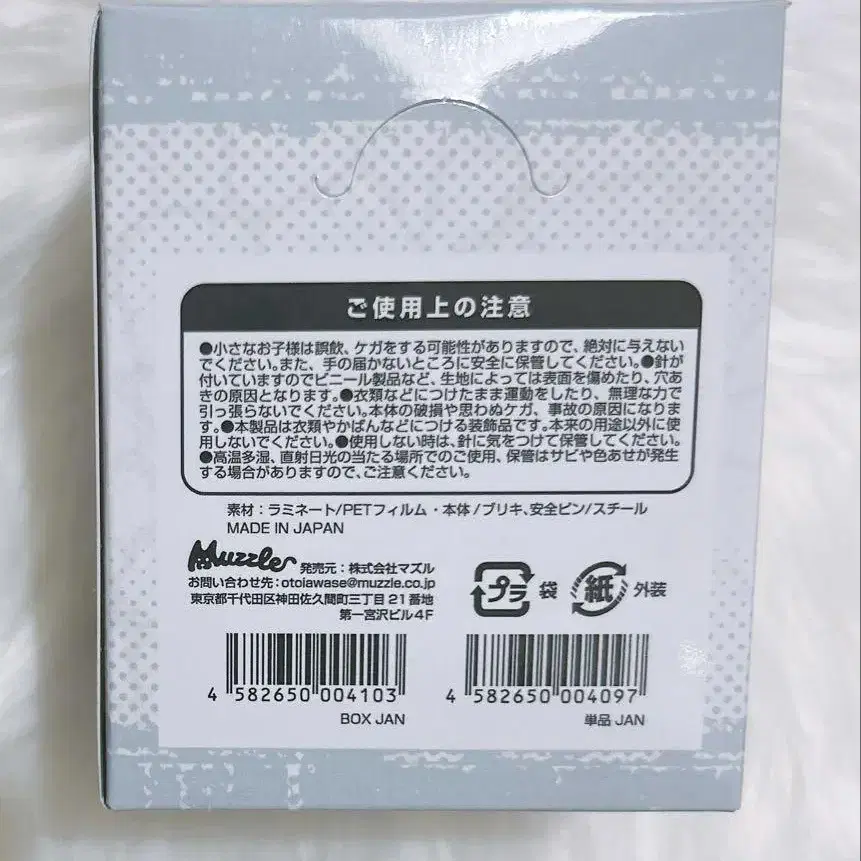 ご使用上の注意
●小さなお子様は誤飲、ケガをする可能性がありますので、絶対に与えない
でください。また、手の届かないところに安全に保管してください。●針が
付いていますのでビニール製品など、生地によっては表面を傷めたり、穴あ
きの原因となります。●衣類などにつけたまま運動をしたり、無理な力で
引っ張らないでください。本体の破損や思わぬケガ、事故の原因になりま
す。●本製品は衣類やかばんなどにつける装飾品です。本来の用途以外に使
用しないでください。●使用しない時は、針に気をつけて保管してください。
●高温多湿、直射日光の当たる場所でのご使用、保管はサビや色あせが発生
する場合がありますので、ご注意ください。
素材：ラミネート/PETフィルム・本体/ブリキ、安全ピン/スチール
MADE IN JAPAN
Muzzle 発売元：株式会社マズル
お問い合わせ先：otoiawase@muzzle.co.jp
東京都千代田区神田佐久間町三丁目21番地
第一宮沢ビル4F
プラ 袋 紙 外装
4 582650 004103
BOX JAN
4 582650 004097
単品 JAN